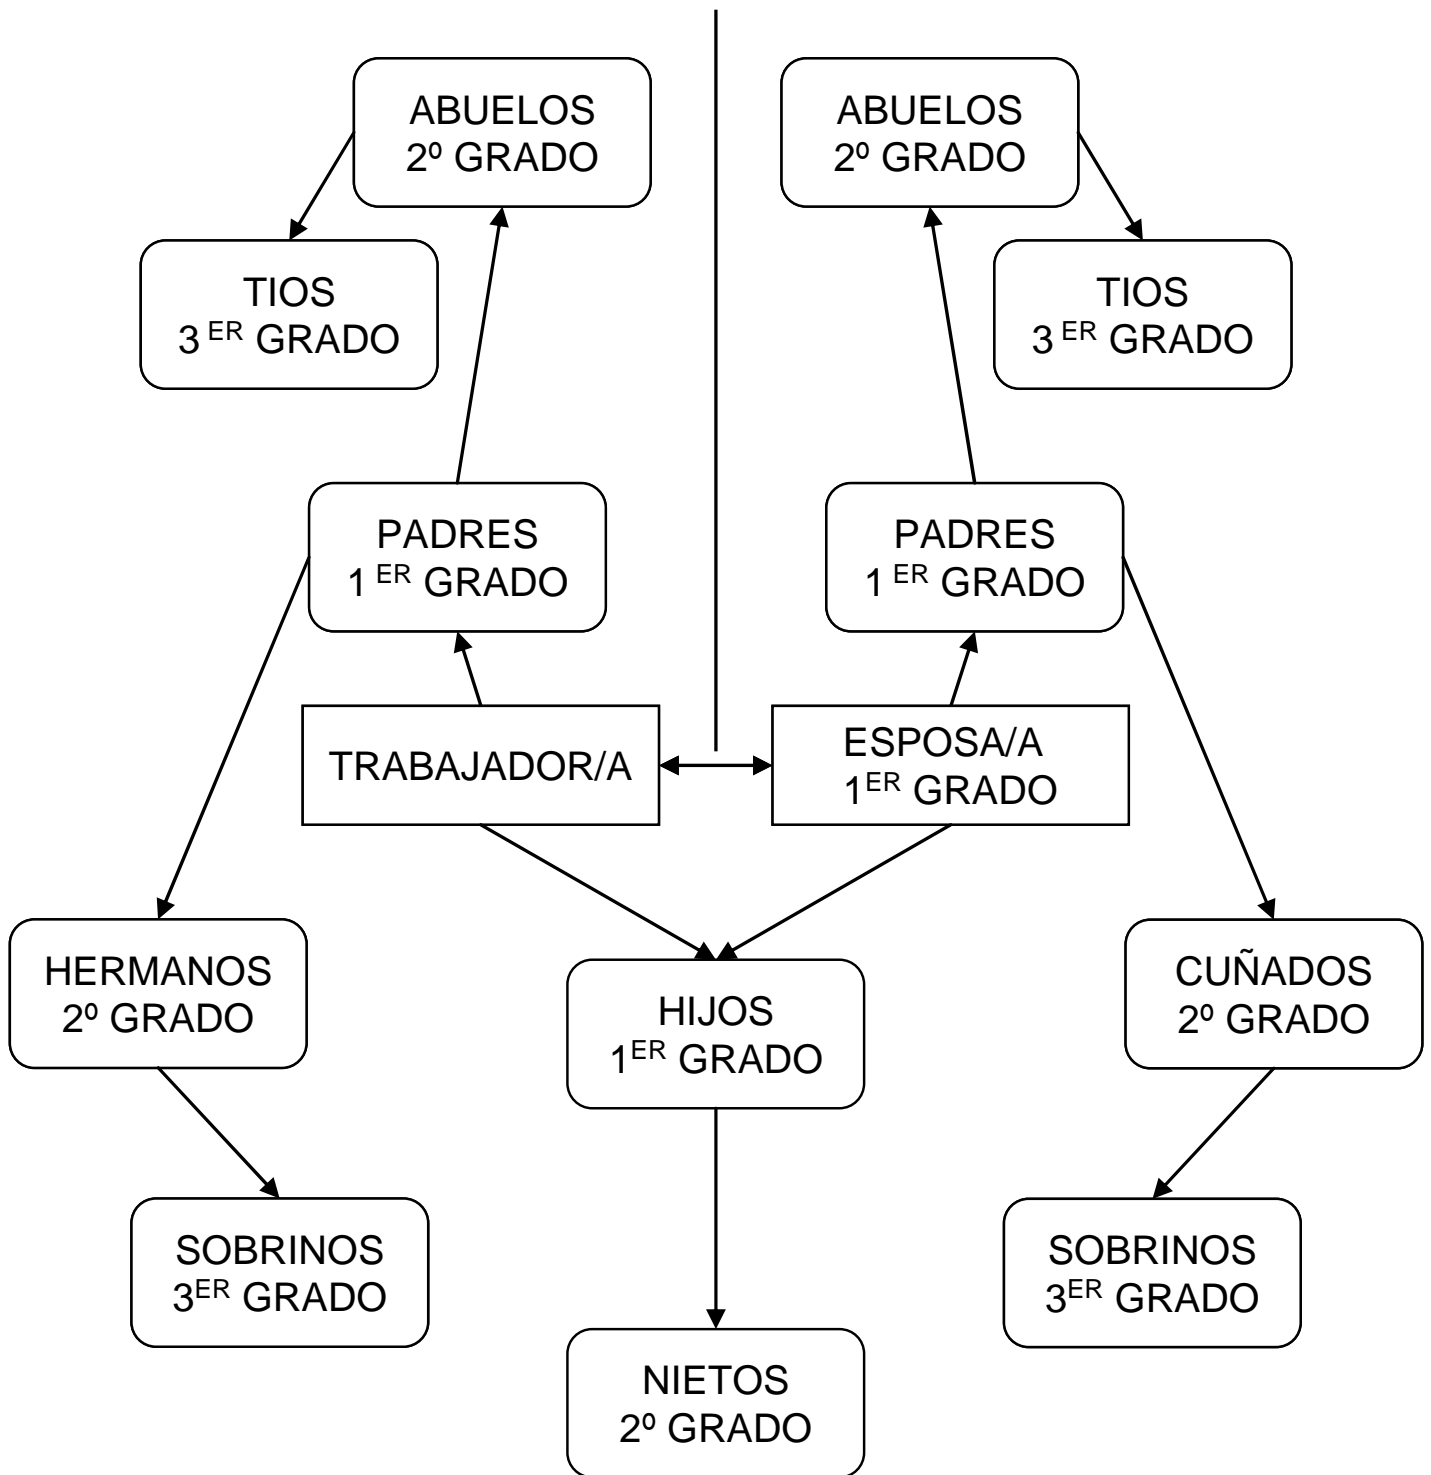 ABUELOS
2º GRADO
ABUELOS
2º GRADO
TIOS
3 ER GRADO
TIOS
3 ER GRADO
PADRES
1 ER GRADO
PADRES
1 ER GRADO
TRABAJADOR/A
ESPOSA/A
1ER GRADO
HERMANOS
2º GRADO
HIJOS
1ER GRADO
CUÑADOS
2º GRADO
SOBRINOS
3ER GRADO
SOBRINOS
3ER GRADO
NIETOS
2º GRADO